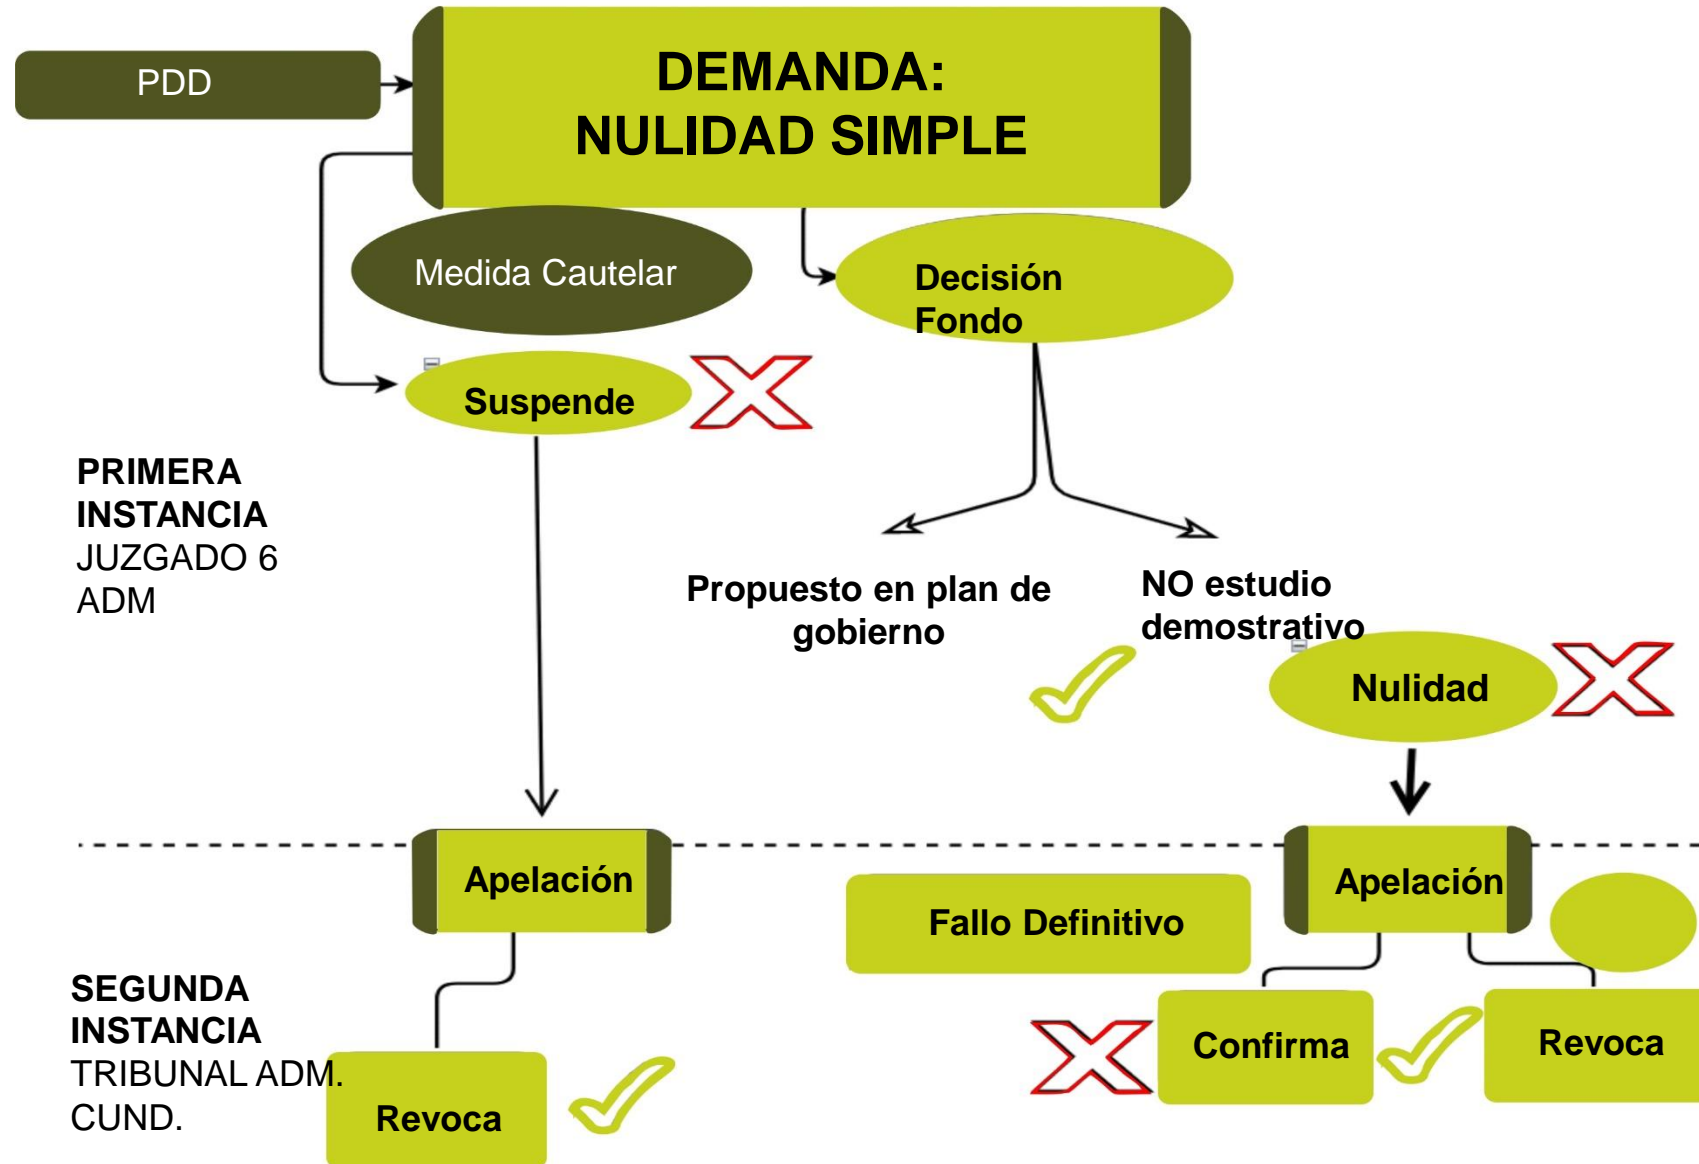 PDD
DEMANDA:
NULIDAD SIMPLE
Medida Cautelar
Decisión
Fondo
Suspende
PRIMERA
INSTANCIA
JUZGADO 6
ADM
Propuesto en plan de
gobierno
NO estudio
demostrativo
Nulidad
Apelación
Apelación
Fallo Definitivo
SEGUNDA
INSTANCIA
TRIBUNAL ADM.
CUND.
Revoca
Confirma
Revoca